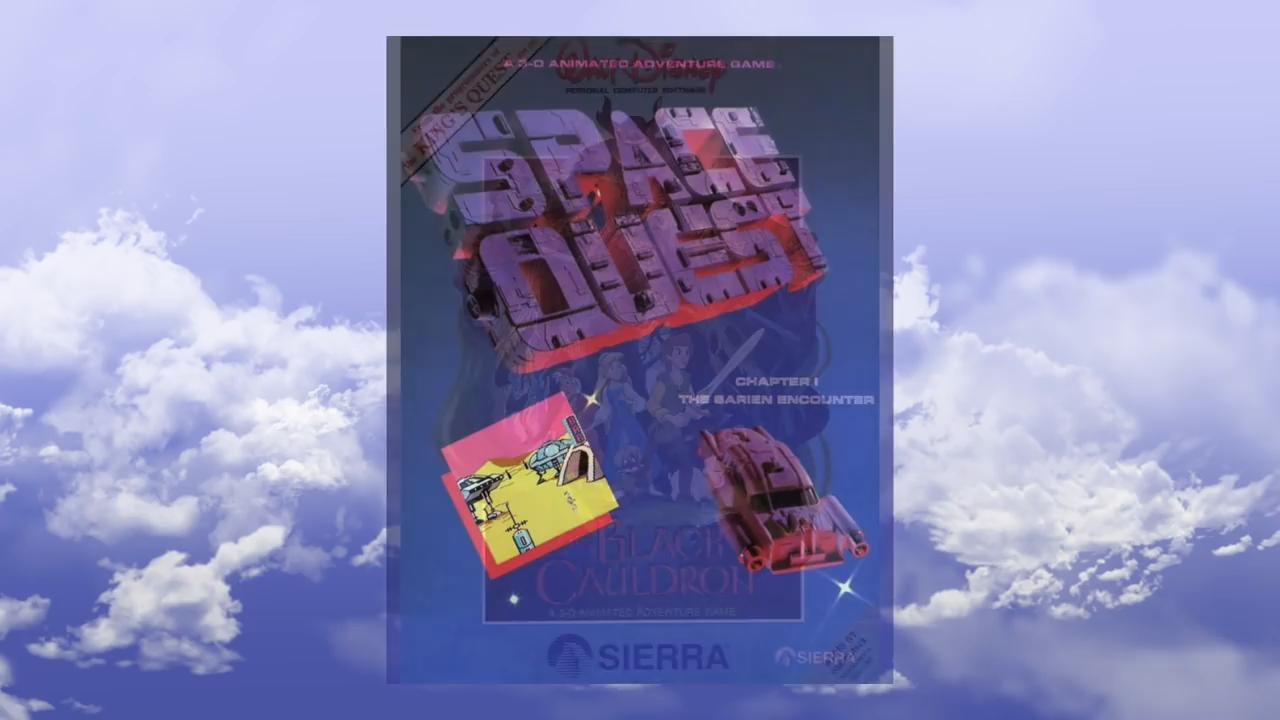 A 3-D ANIMATED ADVENTURE GAME
Walt Disney
PERSONAL COMPUTER SOFTWARE
KING'S QUEST
SPACE
QUEST
CHAPTER I
THE SARIEN ENCOUNTER
BLACK
CAULDRON
A 3-D ANIMATED ADVENTURE GAME
SIERRA
SIERRA